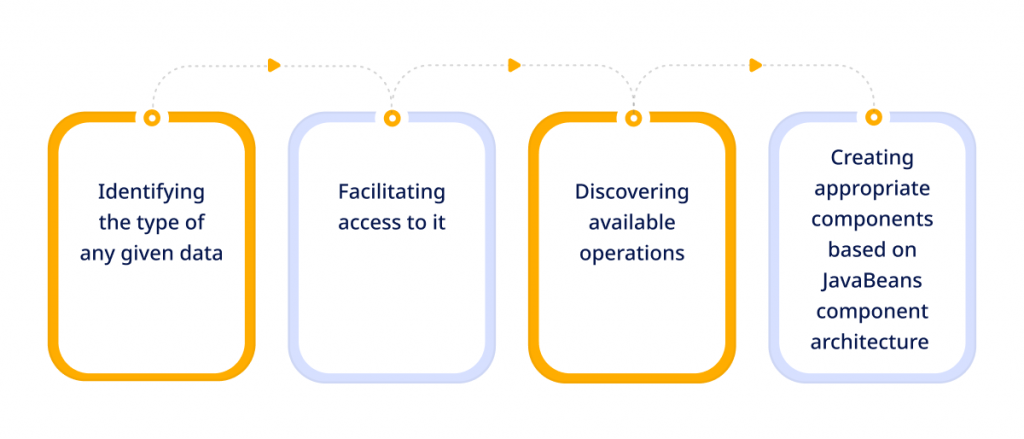 Identifying
the type of
any given data
Facilitating
access to it
Discovering
available
operations
Creating
appropriate
components
based on
JavaBeans
component
architecture